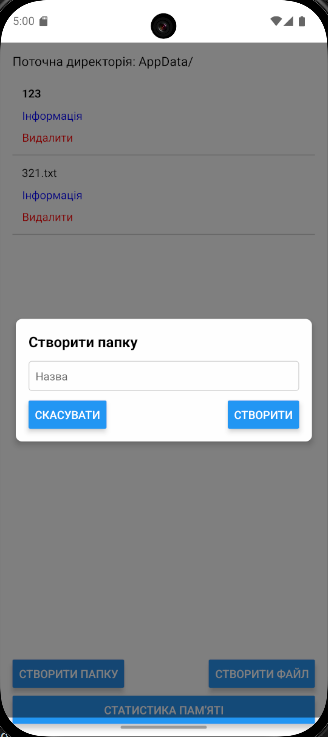 5:00
Поточна директорія: AppData/
123
Інформація
Видалити
321.txt
Інформація
Видалити
Створити папку
Назва
СКАСУВАТИ
СТВОРИТИ
СТВОРИТИ ПАПКУ
СТВОРИТИ ФАЙЛ
СТАТИСТИКА ПАМ'ЯТІ